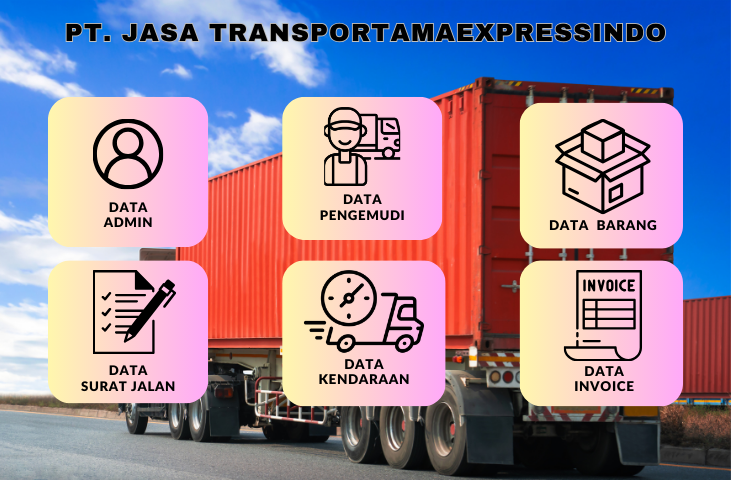 PT. JASA TRANSPORTAMAEXPRESSINDO
DATA
ADMIN
DATA
PENGEMUDI
DATA BARANG
DATA
SURAT JALAN
DATA
KENDARAAN
INVOICE
DATA
INVOICE